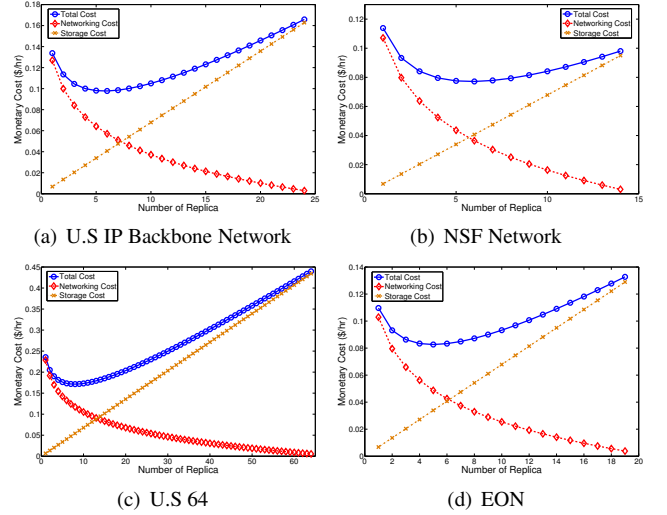 0.18
0.16
0.14
0.12
0.1
0.08
0.06
0.04
0.02
0
Monetary Cost ($/hr)
Total Cost
Networking Cost
Storage Cost
0 5 10 15 20 25
Number of Replica
(a) U.S IP Backbone Network
0.12
0.1
0.08
0.06
0.04
0.02
0
Monetary Cost ($/hr)
Total Cost
Networking Cost
Storage Cost
0 5 10 15
Number of Replica
(b) NSF Network
0.45
0.4
0.35
0.3
0.25
0.2
0.15
0.1
0.05
0
Monetary Cost ($/hr)
Total Cost
Networking Cost
Storage Cost
0 10 20 30 40 50 60
Number of Replica
(c) U.S 64
0.14
0.12
0.1
0.08
0.06
0.04
0.02
0
Monetary Cost ($/hr)
Total Cost
Networking Cost
Storage Cost
2 4 6 8 10 12 14 16 18 20
Number of Replica
(d) EON